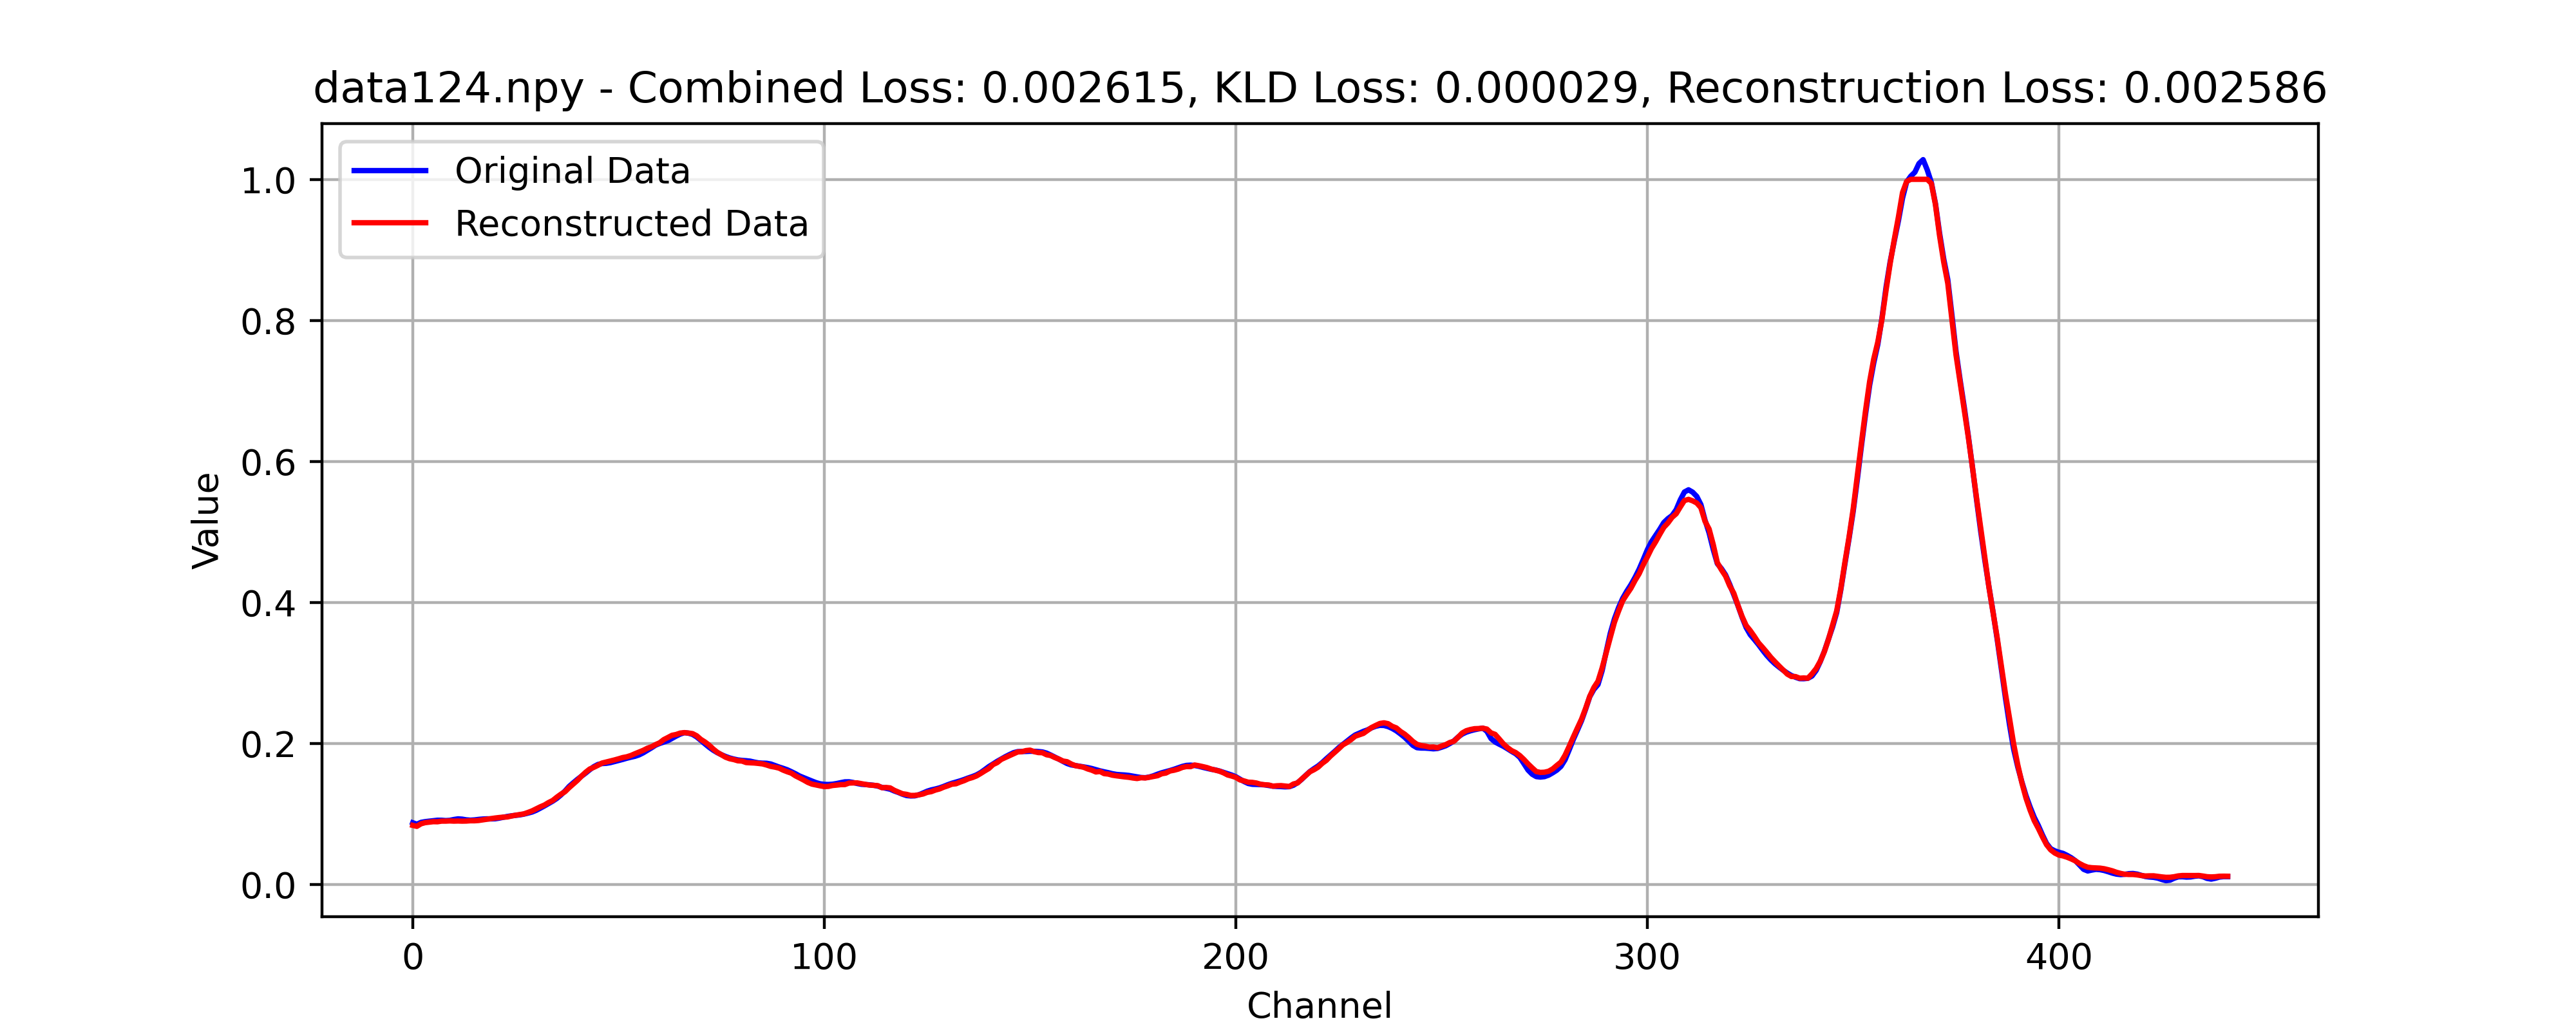 data124.npy - Combined Loss: 0.002615, KLD Loss: 0.000029, Reconstruction Loss: 0.002586
Original Data
Reconstructed Data
1.0
0.8
0.6
0.4
0.2
0.0
Value
0 100 200 300 400
Channel